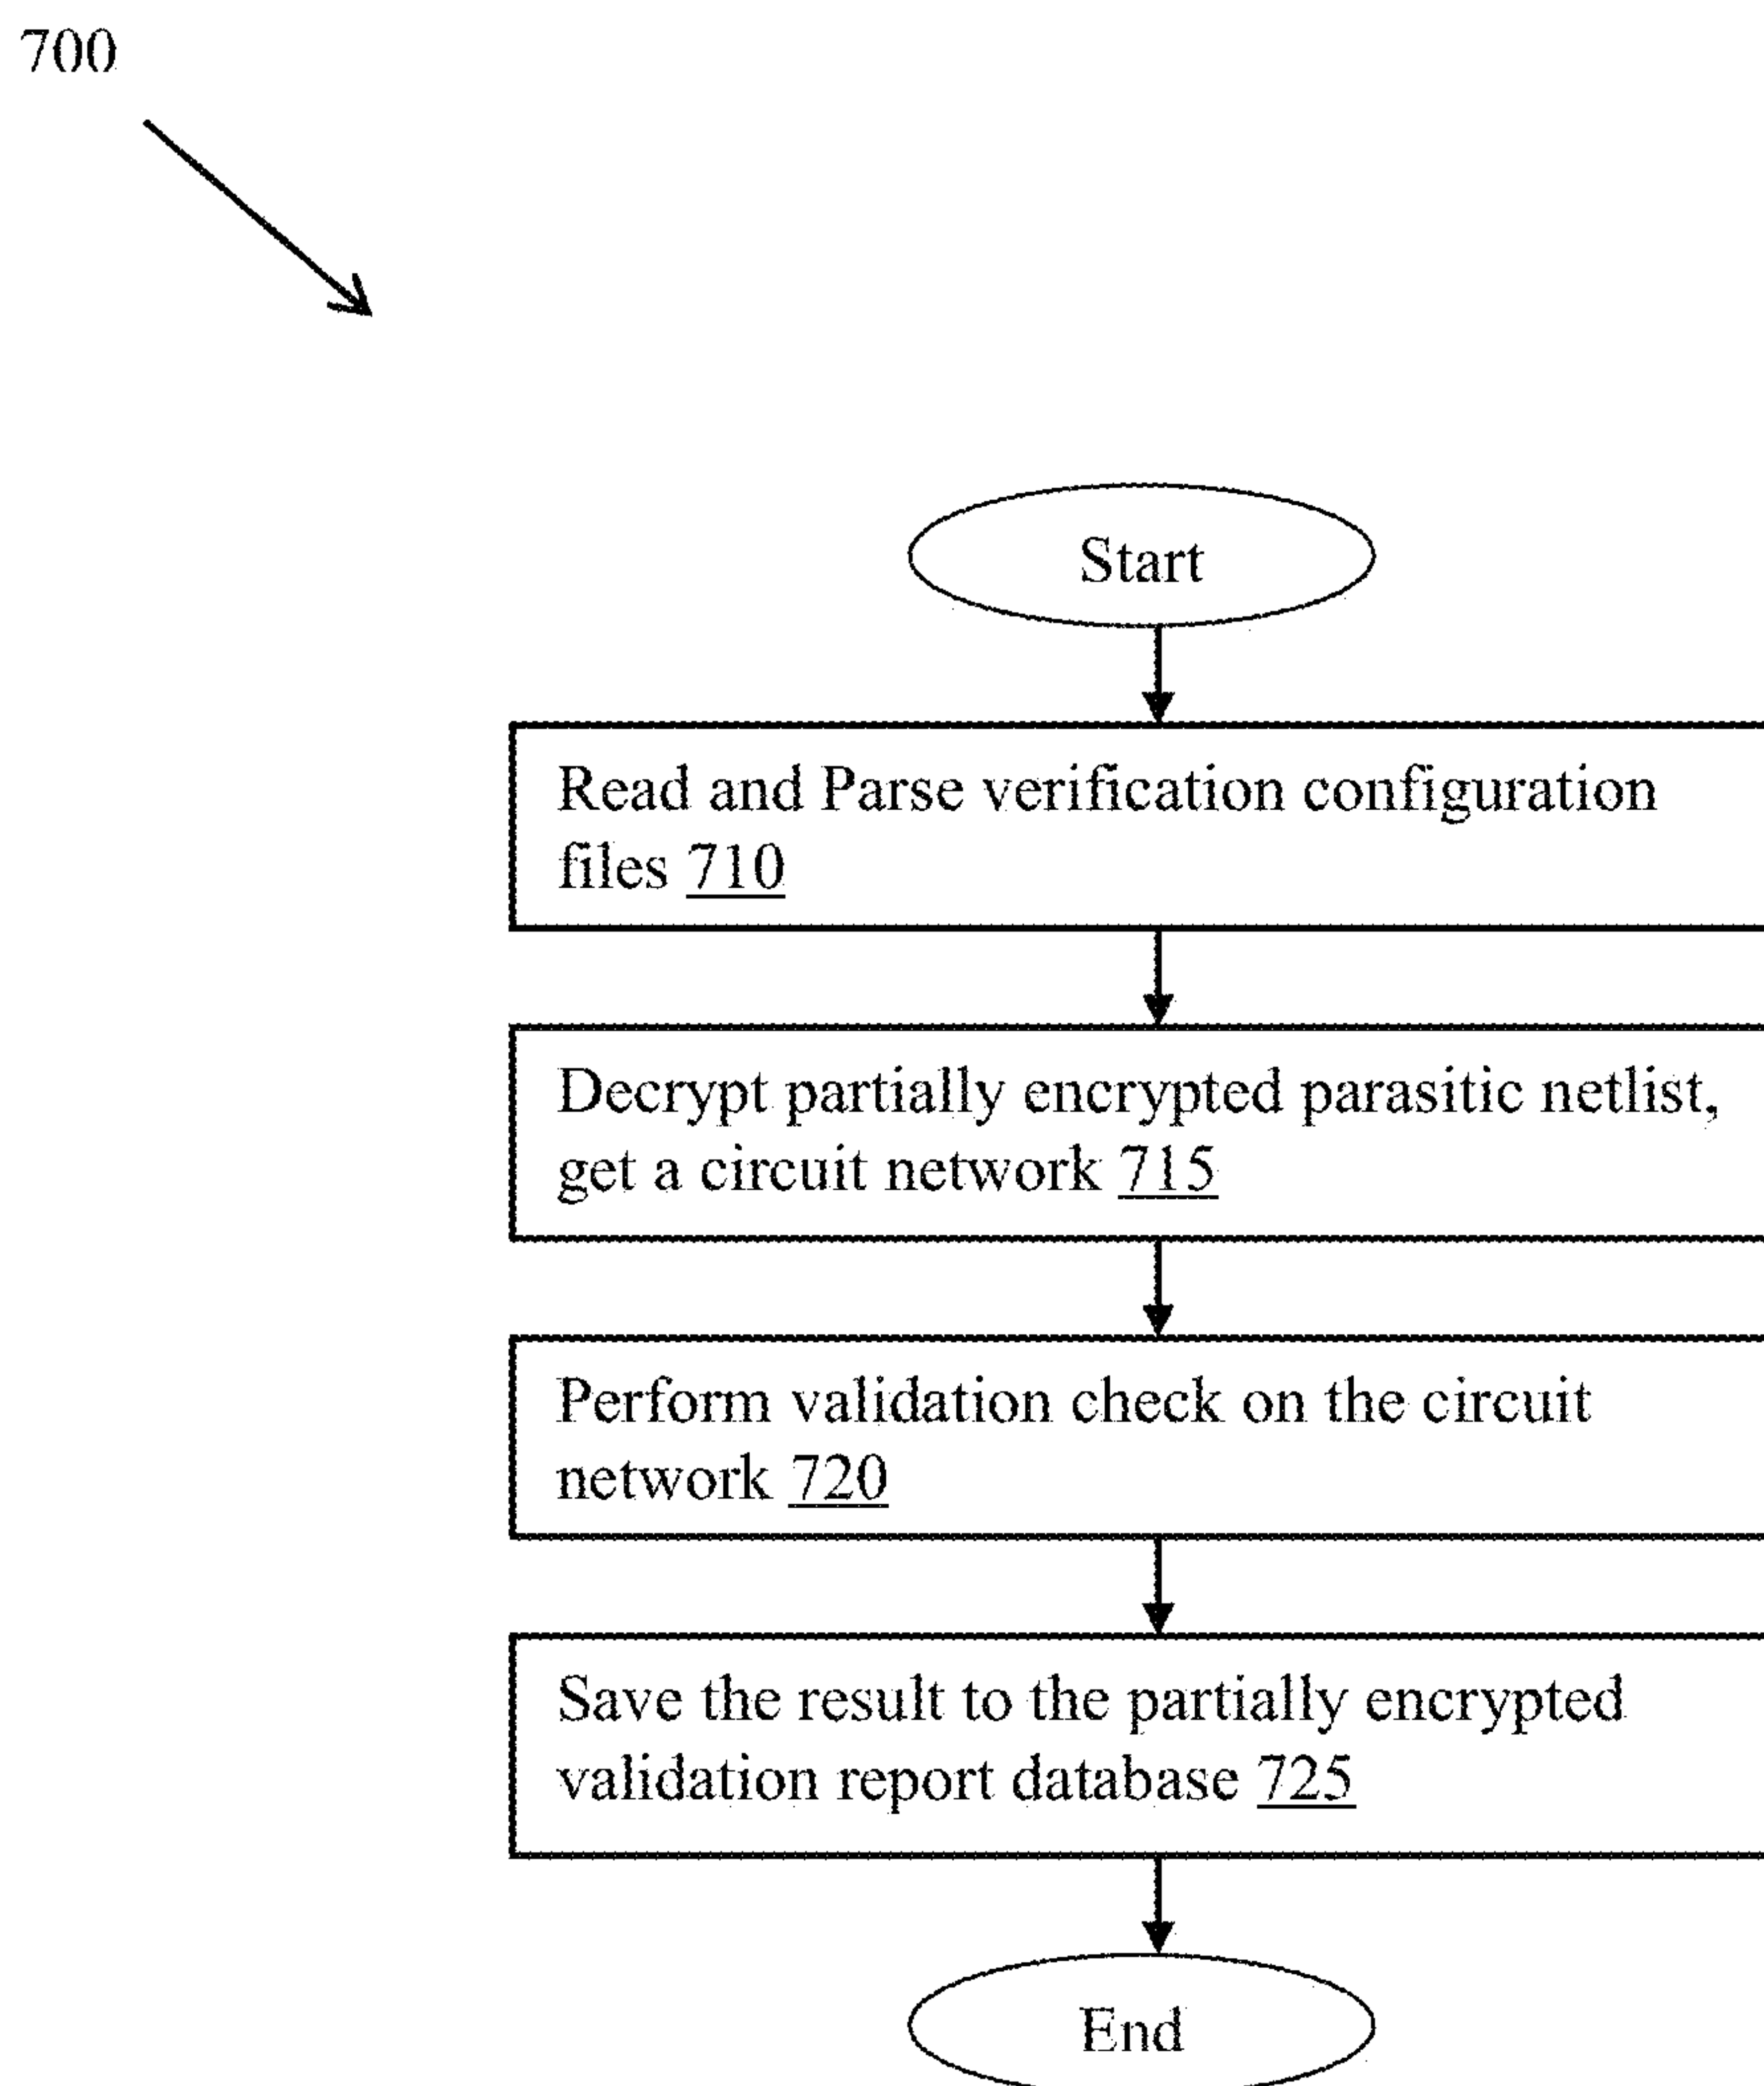 700
Start
Read and Parse verification configuration
files 710
Decrypt partially encrypted parasitic netlist,
get a circuit network 715
Perform validation check on the circuit
network 720
Save the result to the partially encrypted
validation report database 725
End